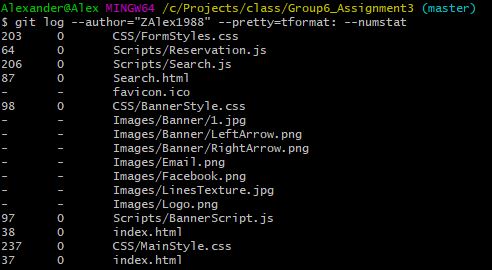 Alexander@Alex MINGW64 /c/Projects/class/Group6_Assignment3 (master)
$ git log --author="ZAlex1988" --pretty=tformat: --numstat
203 0 CSS/FormStyles.css
64 0 Scripts/Reservation.js
206 0 Scripts/Search.js
87 0 Search.html
- - favicon.ico
98 0 CSS/BannerStyle.css
- - Images/Banner/1.jpg
- - Images/Banner/LeftArrow.png
- - Images/Banner/RightArrow.png
- - Images/Email.png
- - Images/Facebook.png
- - Images/LinesTexture.jpg
- - Images/Logo.png
97 0 Scripts/BannerScript.js
38 0 index.html
237 0 CSS/MainStyle.css
37 0 index.html